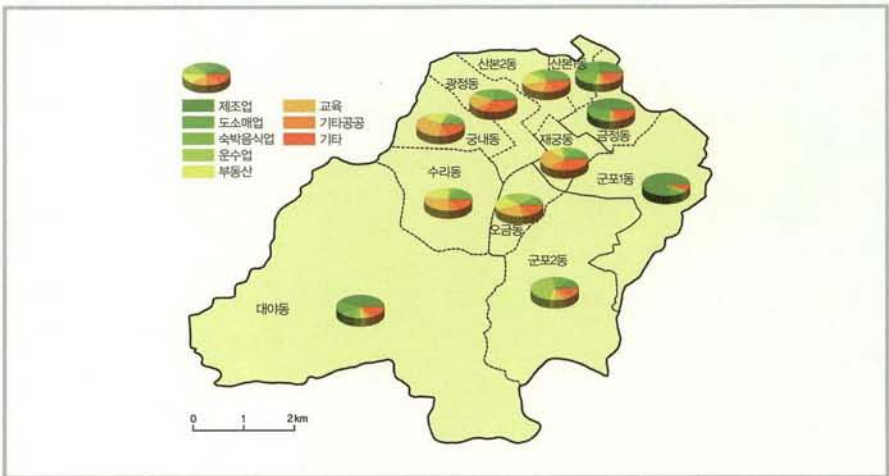 산본2동
산본1동
광정동
제조업
도소매업
숙박음식업
운수업
부동산
교육
기타공공
기타
궁내동
재궁동
금정동
수리동
군포1동
오금동
군포2동
대야동
0 1 2km